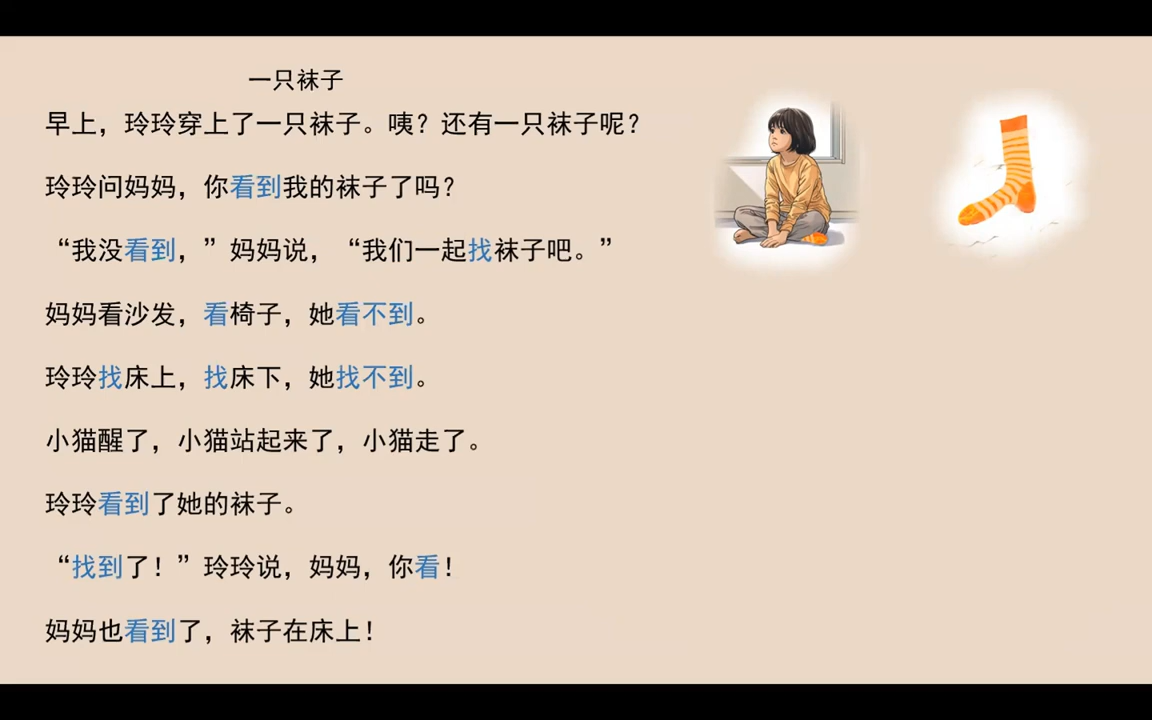 一只袜子
早上，玲玲穿上了一只袜子。咦？还有一只袜子呢？
玲玲问妈妈，你看到我的袜子了吗？
“我没看到，”妈妈说，“我们一起找袜子吧。”
妈妈看沙发，看椅子，她看不到。
玲玲找床上，找床下，她找不到。
小猫醒了，小猫站起来了，小猫走了。
玲玲看到了她的袜子。
“找到了！”玲玲说，妈妈，你看！
妈妈也看到了，袜子在床上！